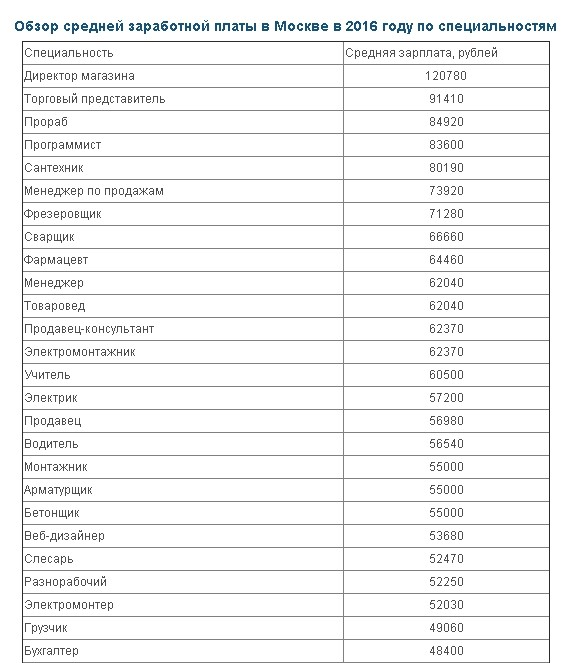 Обзор средней заработной платы в Москве в 2016 году по специальностям
Специальность Средняя зарплата, рублей
Директор магазина 120780
Торговый представитель 91410
Прораб 84920
Программист 83600
Сантехник 80190
Менеджер по продажам 73920
Фрезеровщик 71280
Сварщик 66660
Фармацевт 64460
Менеджер 62040
Товаровед 62040
Продавец-консультант 62370
Электромонтажник 62370
Учитель 60500
Электрик 57200
Продавец 56980
Водитель 56540
Монтажник 55000
Арматурщик 55000
Бетонщик 55000
Веб-дизайнер 53680
Слесарь 52470
Разнорабочий 52250
Электромонтер 52030
Грузчик 49060
Бухгалтер 48400